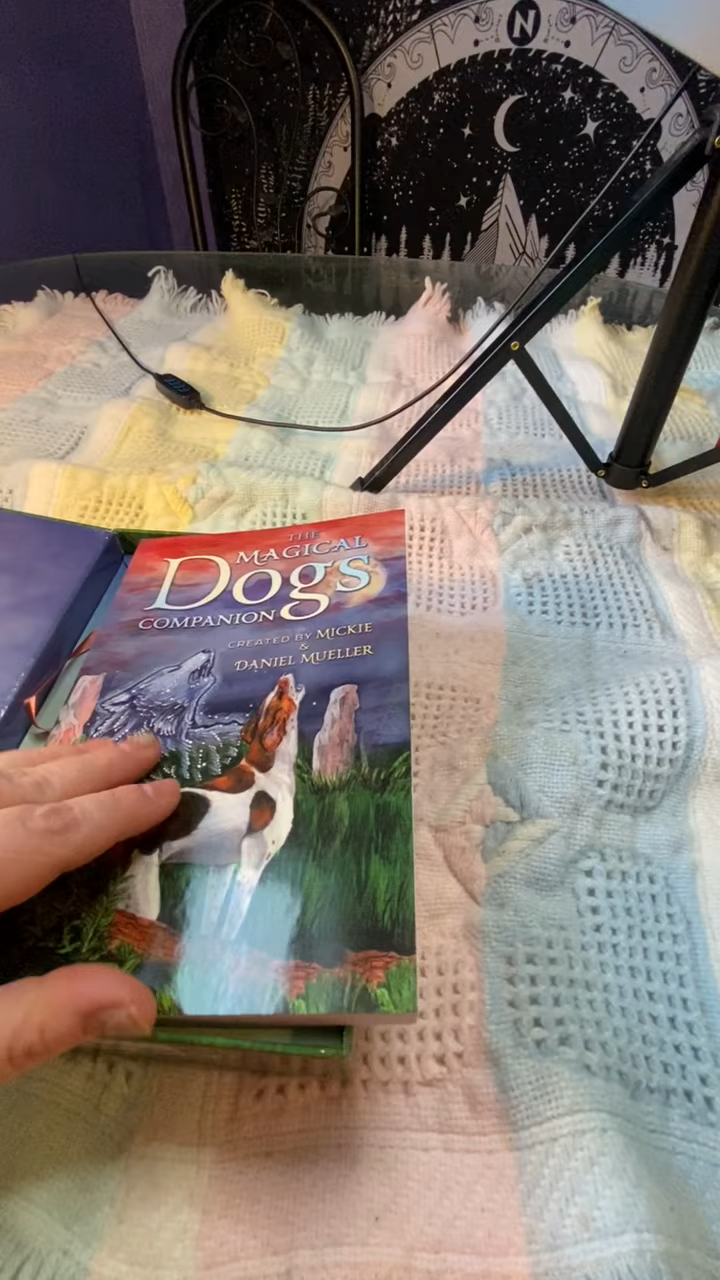 N
THE
MAGICAL
Dogs
COMPANION
CREATED BY MICKIE
&
DANIEL MUELLER